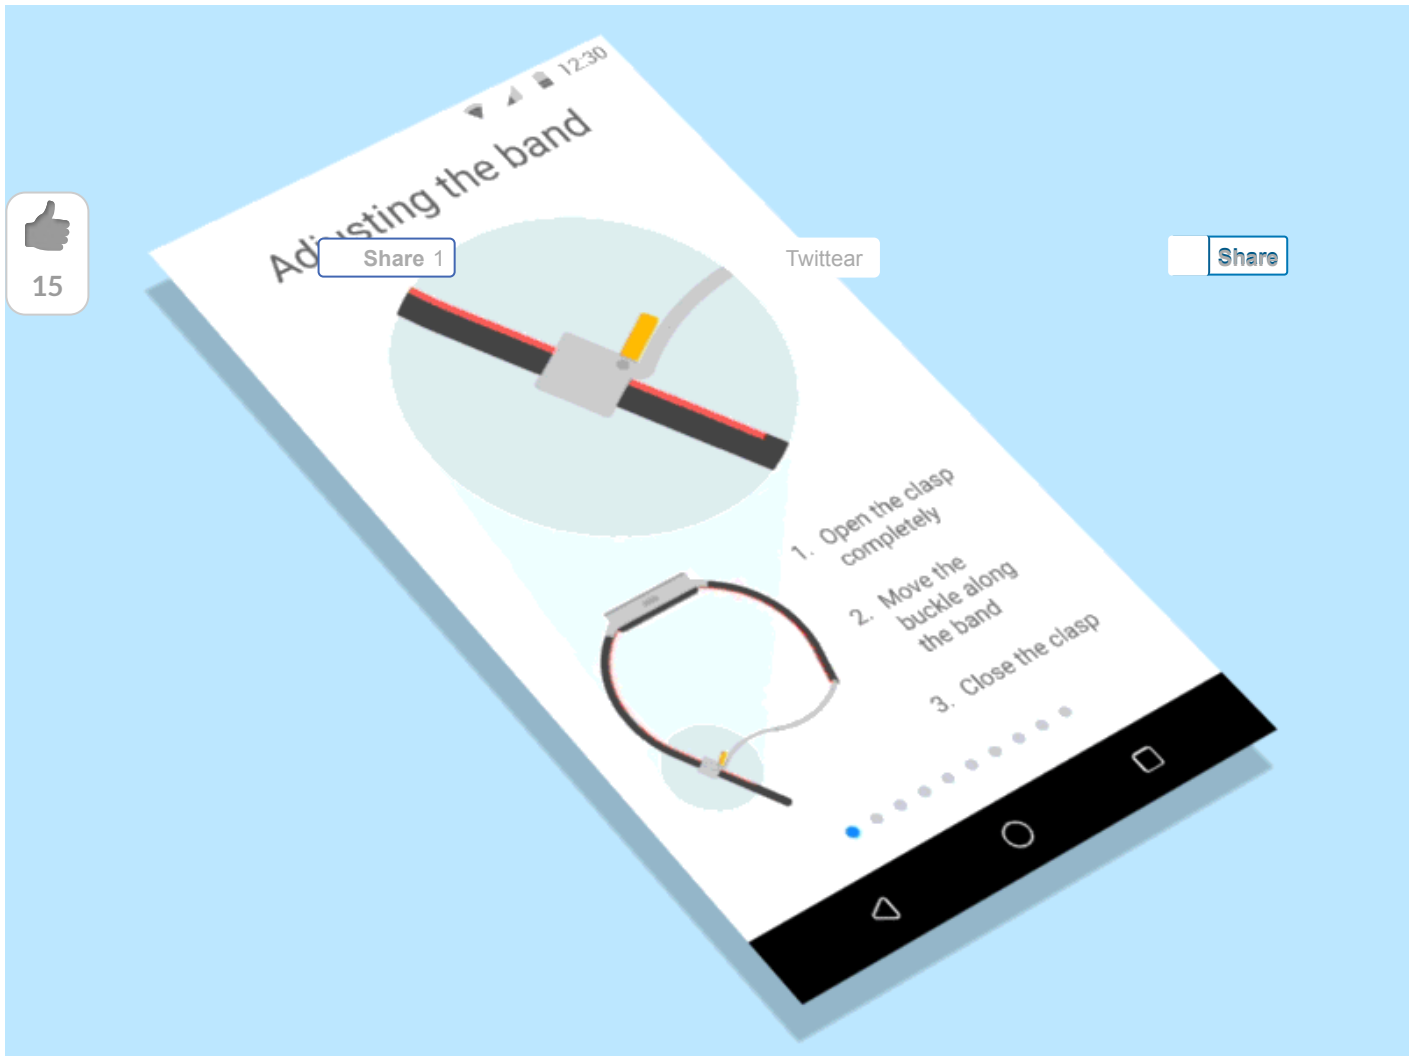 12:30
Adjusting the band
15
Share 1
Twittear
Share
1. Open the clasp
completely
2. Move the
buckle along
the band
3. Close the clasp